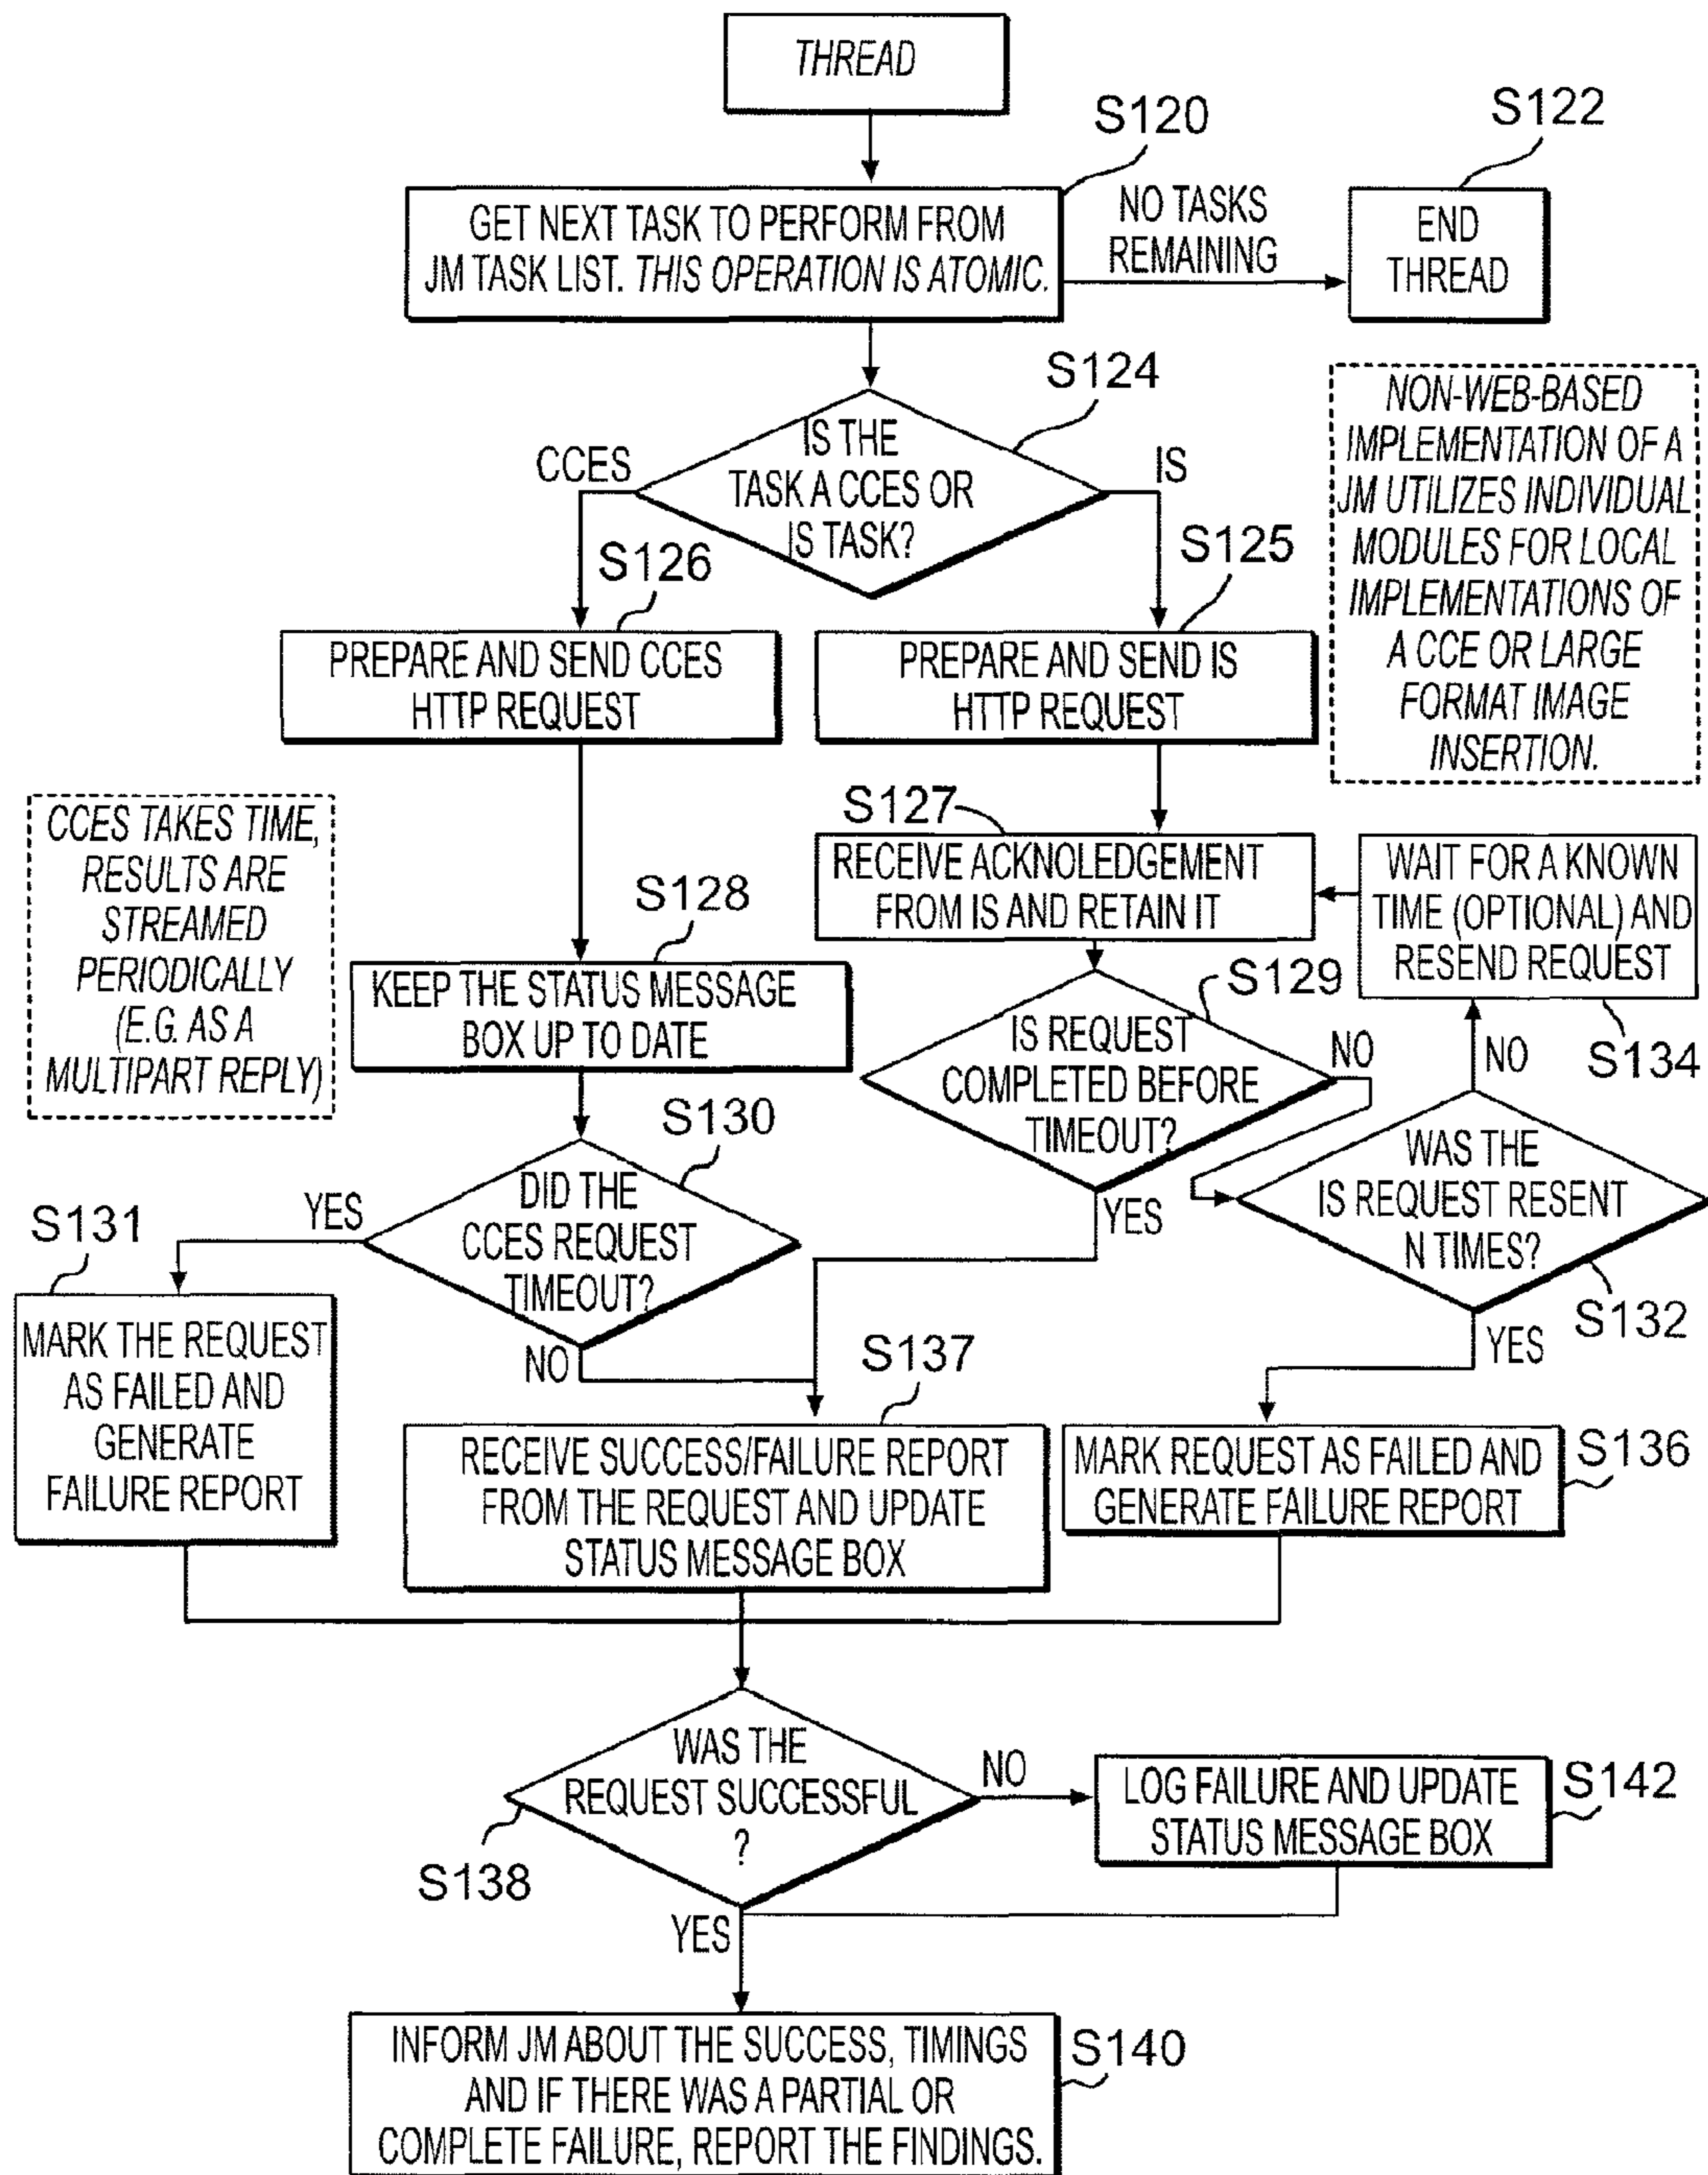 THREAD
S120
S122
GET NEXT TASK TO PERFORM FROM
JM TASK LIST. THIS OPERATION IS ATOMIC.
NO TASKS
REMAINING
END
THREAD
S124
IS THE
TASK A CCES OR
IS TASK?
CCES
IS
NON-WEB-BASED
IMPLEMENTATION OF A
JM UTILIZES INDIVIDUAL
MODULES FOR LOCAL
IMPLEMENTATIONS OF
A CCE OR LARGE
FORMAT IMAGE
INSERTION.
S126
S125
PREPARE AND SEND CCES
HTTP REQUEST
PREPARE AND SEND IS
HTTP REQUEST
CCES TAKES TIME,
RESULTS ARE
STREAMED
PERIODICALLY
(E.G. AS A
MULTIPART REPLY)
S127
RECEIVE ACKNOLEDGEMENT
FROM IS AND RETAIN IT
WAIT FOR A KNOWN
TIME (OPTIONAL) AND
RESEND REQUEST
S134
S128
KEEP THE STATUS MESSAGE
BOX UP TO DATE
S129
IS REQUEST
COMPLETED BEFORE
TIMEOUT?
NO
YES
NO
WAS THE
IS REQUEST RESENT
N TIMES?
S132
YES
S130
DID THE
CCES REQUEST
TIMEOUT?
YES
NO
S131
MARK THE REQUEST
AS FAILED AND
GENERATE
FAILURE REPORT
S137
RECEIVE SUCCESS/FAILURE REPORT
FROM THE REQUEST AND UPDATE
STATUS MESSAGE BOX
MARK REQUEST AS FAILED AND
GENERATE FAILURE REPORT
S136
WAS THE
REQUEST SUCCESSFUL
?
S138
NO
LOG FAILURE AND UPDATE
STATUS MESSAGE BOX
S142
YES
INFORM JM ABOUT THE SUCCESS, TIMINGS
AND IF THERE WAS A PARTIAL OR
COMPLETE FAILURE, REPORT THE FINDINGS.
S140